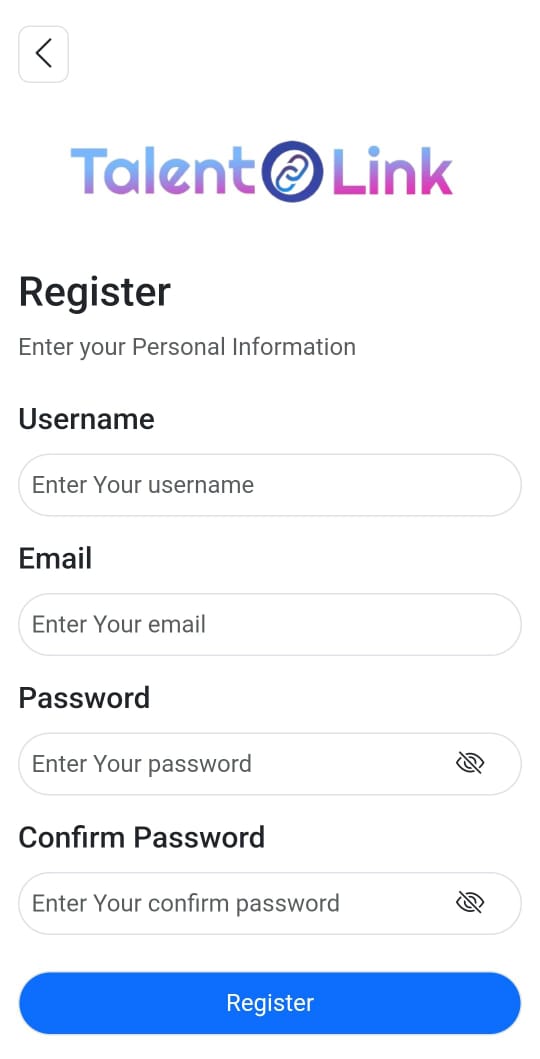 Talent Link
Register
Enter your Personal Information
Username
Enter Your username
Email
Enter Your email
Password
Enter Your password
Confirm Password
Enter Your confirm password
Register